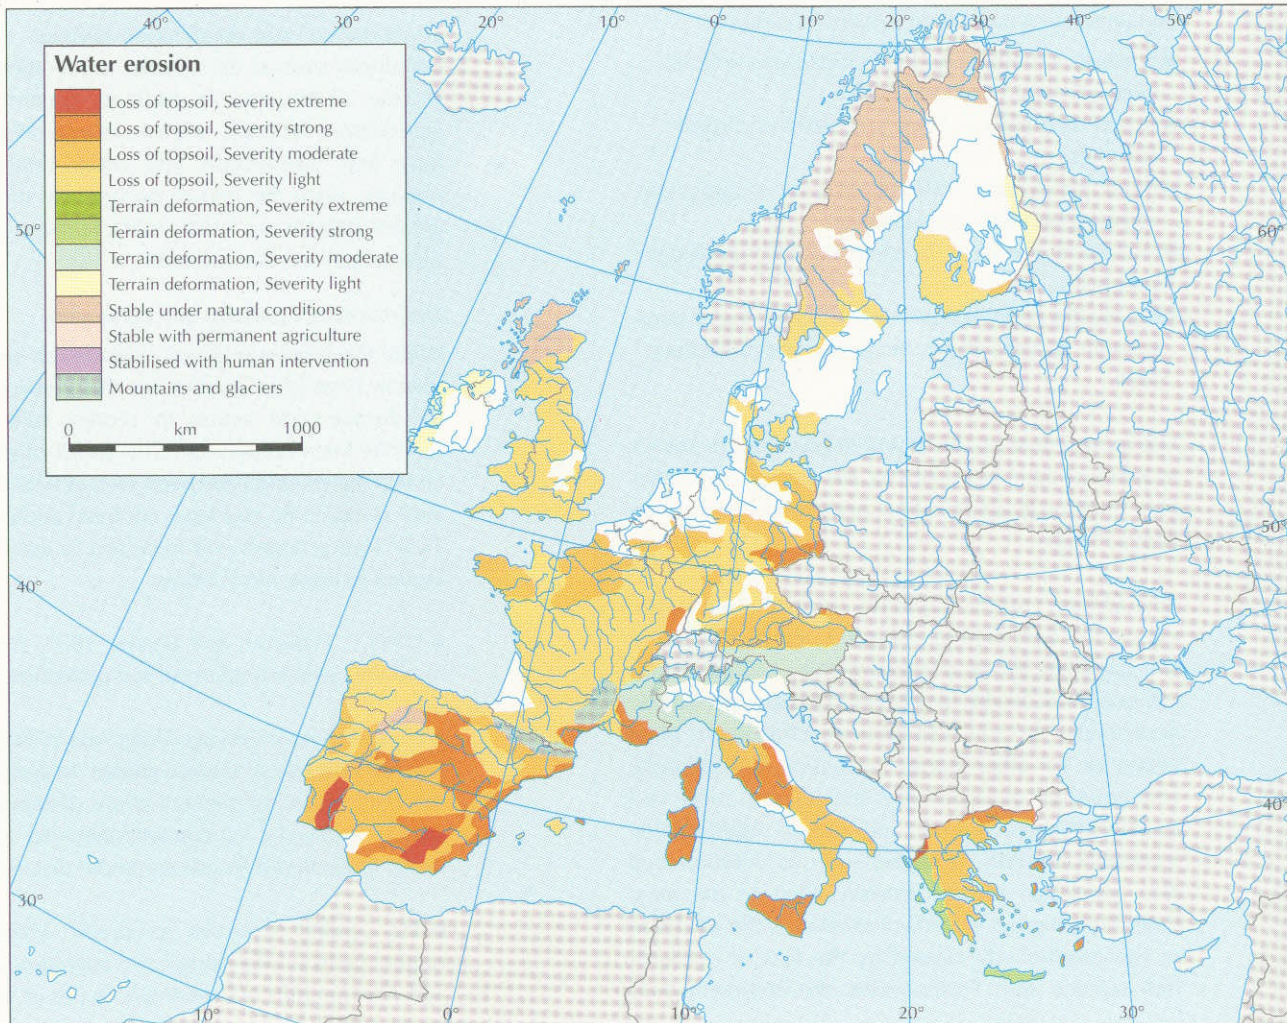 40°
30°
20°
10°
0°
10°
20°
30°
40°
50°
Water erosion
Loss of topsoil, Severity extreme
Loss of topsoil, Severity strong
Loss of topsoil, Severity moderate
Loss of topsoil, Severity light
Terrain deformation, Severity extreme
Terrain deformation, Severity strong
Terrain deformation, Severity moderate
Terrain deformation, Severity light
Stable under natural conditions
Stable with permanent agriculture
Stabilised with human intervention
Mountains and glaciers
0 km 1000
50°
60°
50°
40°
40°
30°
10°
0°
10°
20°
30°